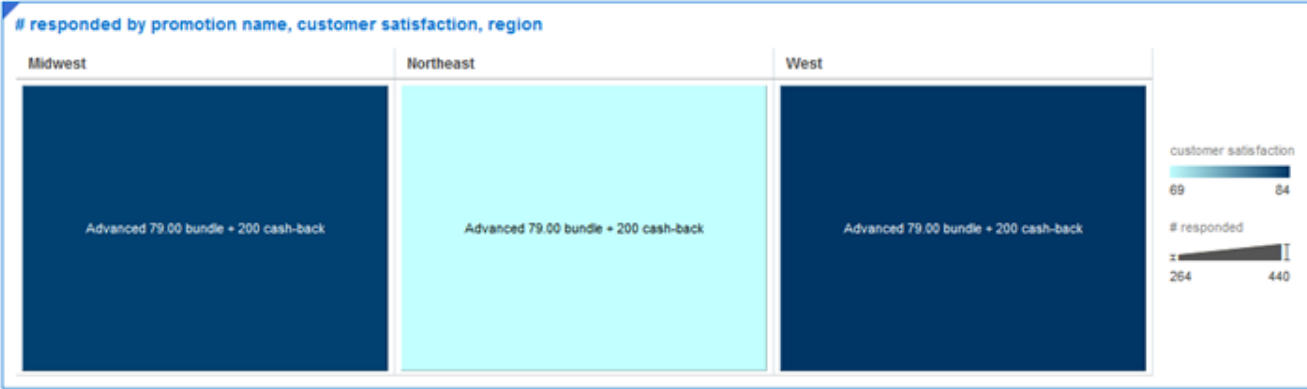 # responded by promotion name, customer satisfaction, region
Midwest Northeast West
Advanced 79.00 bundle + 200 cash-back Advanced 79.00 bundle + 200 cash-back Advanced 79.00 bundle + 200 cash-back
customer satisfaction
69 84
# responded
264 440